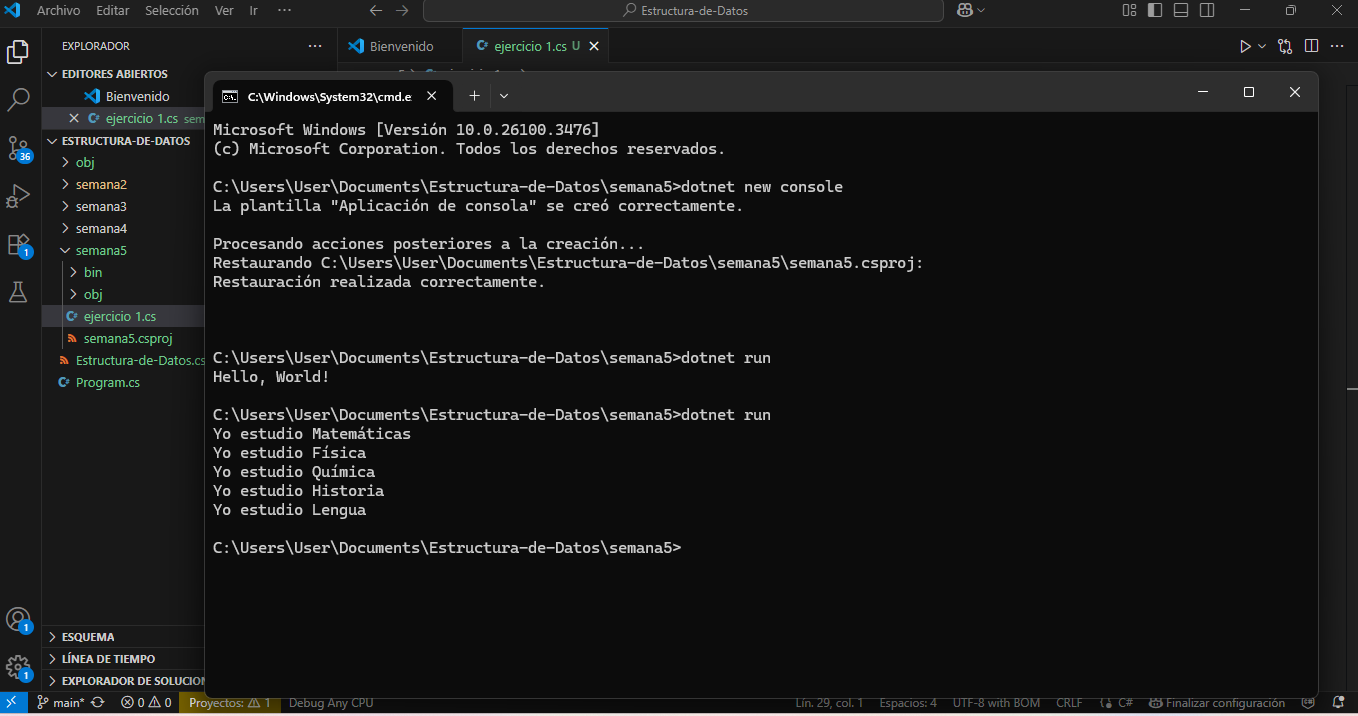 Archivo Editar Selección Ver Ir ···
Estructura-de-Datos
EXPLORADOR ···
Bienvenido
ejercicio 1.cs U
EDITORES ABIERTOS
Bienvenido
ejercicio 1.cs sem
ESTRUCTURA-DE-DATOS
obj
semana2
semana3
semana4
semana5
bin
obj
ejercicio 1.cs
semana5.csproj
Estructura-de-Datos.cs
Program.cs
ESQUEMA
LÍNEA DE TIEMPO
EXPLORADOR DE SOLUCION
36
1
1
1
C:\Windows\System32\cmd.e
Microsoft Windows [Versión 10.0.26100.3476]
(c) Microsoft Corporation. Todos los derechos reservados.
C:\Users\User\Documents\Estructura-de-Datos\semana5>dotnet new console
La plantilla "Aplicación de consola" se creó correctamente.
Procesando acciones posteriores a la creación...
Restaurando C:\Users\User\Documents\Estructura-de-Datos\semana5\semana5.csproj:
Restauración realizada correctamente.
C:\Users\User\Documents\Estructura-de-Datos\semana5>dotnet run
Hello, World!
C:\Users\User\Documents\Estructura-de-Datos\semana5>dotnet run
Yo estudio Matemáticas
Yo estudio Física
Yo estudio Química
Yo estudio Historia
Yo estudio Lengua
C:\Users\User\Documents\Estructura-de-Datos\semana5>
main* 0 0 Proyectos: 1 Debug Any CPU Lín. 29, col. 1 Espacios: 4 UTF-8 with BOM CRLF C# Finalizar configuración